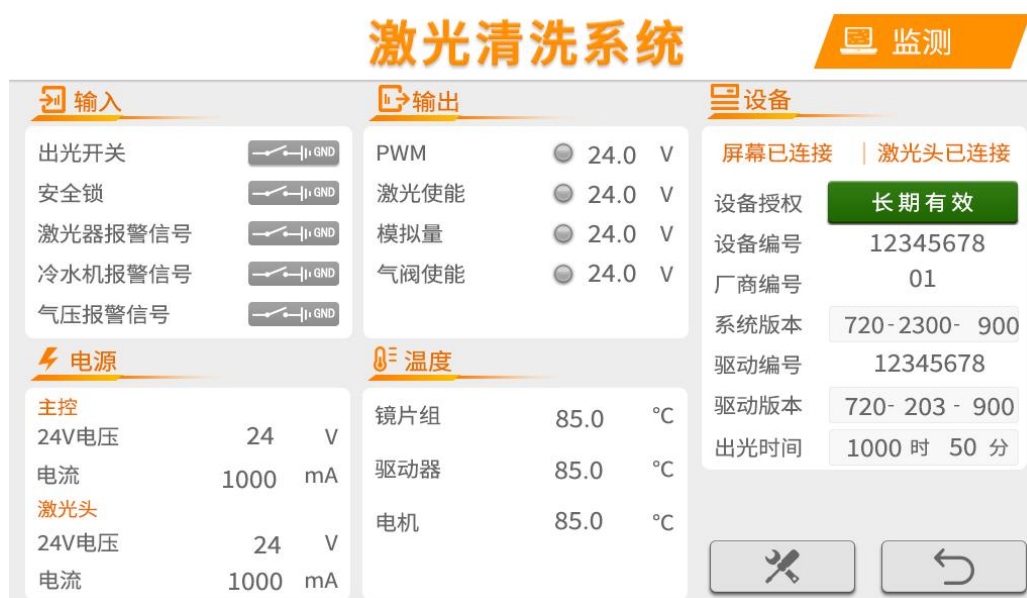 激光清洗系统
监测
输入
出光开关 GND
安全锁 GND
激光器报警信号 GND
冷水机报警信号 GND
气压报警信号 GND
输出
PWM 24.0 V
激光使能 24.0 V
模拟量 24.0 V
气阀使能 24.0 V
设备
屏幕已连接 | 激光头已连接
设备授权 长期有效
设备编号 12345678
厂商编号 01
系统版本 720-2300- 900
驱动编号 12345678
驱动版本 720- 203 - 900
出光时间 1000 时 50 分
电源
主控
24V电压 24 V
电流 1000 mA
激光头
24V电压 24 V
电流 1000 mA
温度
镜片组 85.0 °C
驱动器 85.0 °C
电机 85.0 °C